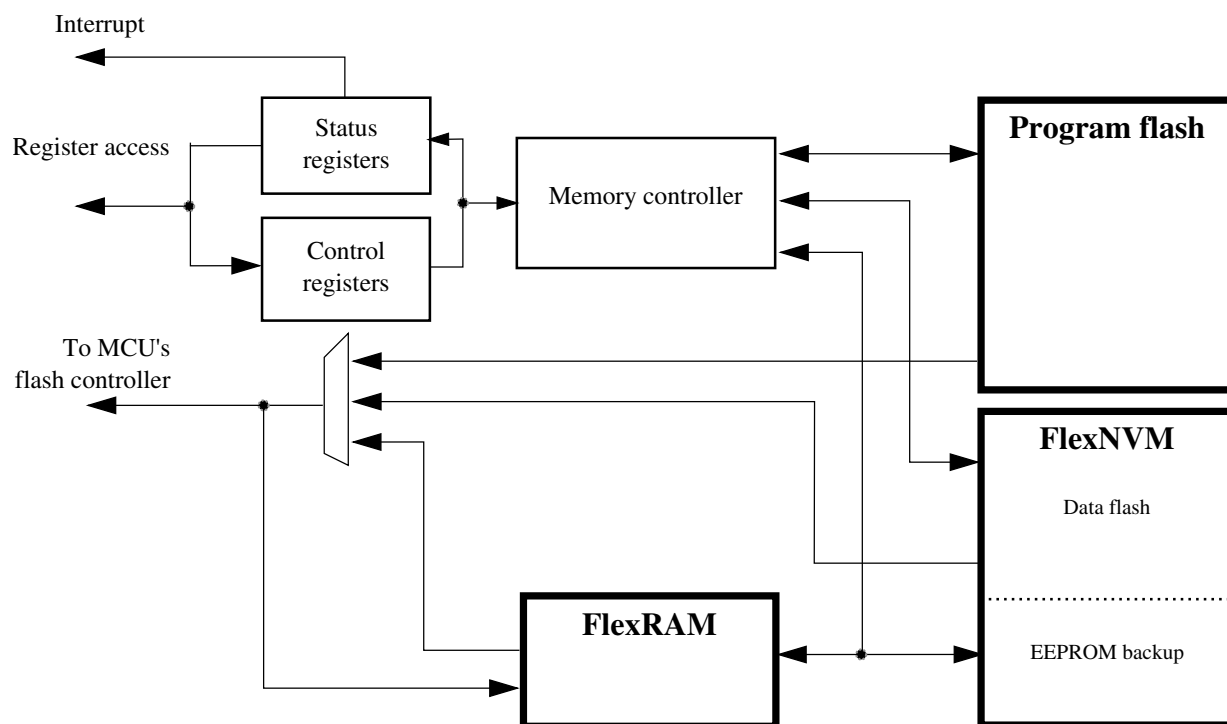 Interrupt
Register access
Status
registers
Control
registers
Memory controller
Program flash
To MCU's
flash controller
FlexNVM
Data flash
EEPROM backup
FlexRAM